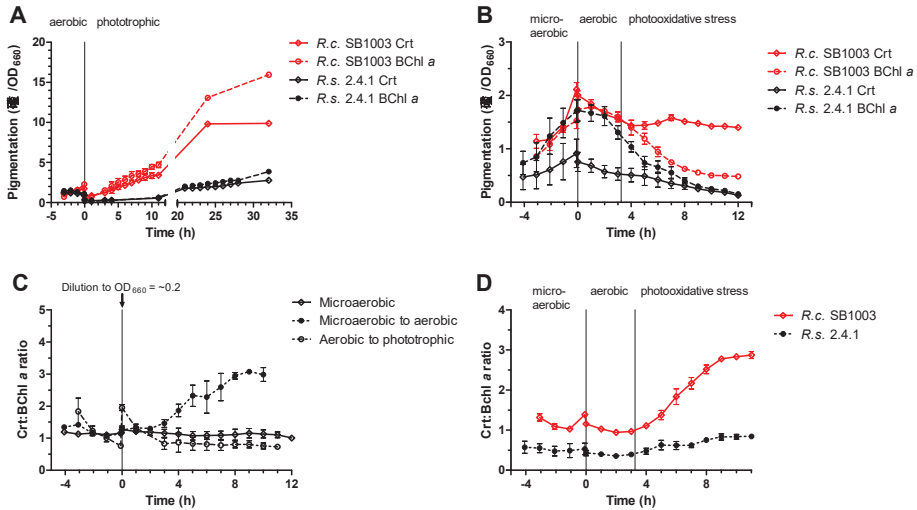 A
aerobic phototrophic
Pigmentation (碰 /OD660)
20
15
10
5
0
-5 0 5 10 20 25 30 35
Time (h)
R.c. SB1003 Crt
R.c. SB1003 BChl a
R.s. 2.4.1 Crt
R.s. 2.4.1 BChl a
B
micro-
aerobic aerobic photooxidative stress
Pigmentation ( /OD660)
3
2
1
0
-4 -2 0 2 4 6 8 10 12
Time (h)
R.c. SB1003 Crt
R.c. SB1003 BChl a
R.s. 2.4.1 Crt
R.s. 2.4.1 BChl a
C
Dilution to OD660 = ~0.2
Crt:BChl a ratio
5
4
3
2
1
0
-4 0 4 8 12
Time (h)
Microaerobic
Microaerobic to aerobic
Aerobic to phototrophic
D
micro-
aerobic aerobic photooxidative stress
Crt:BChl a ratio
4
3
2
1
0
-4 0 4 8
Time (h)
R.c. SB1003
R.s. 2.4.1